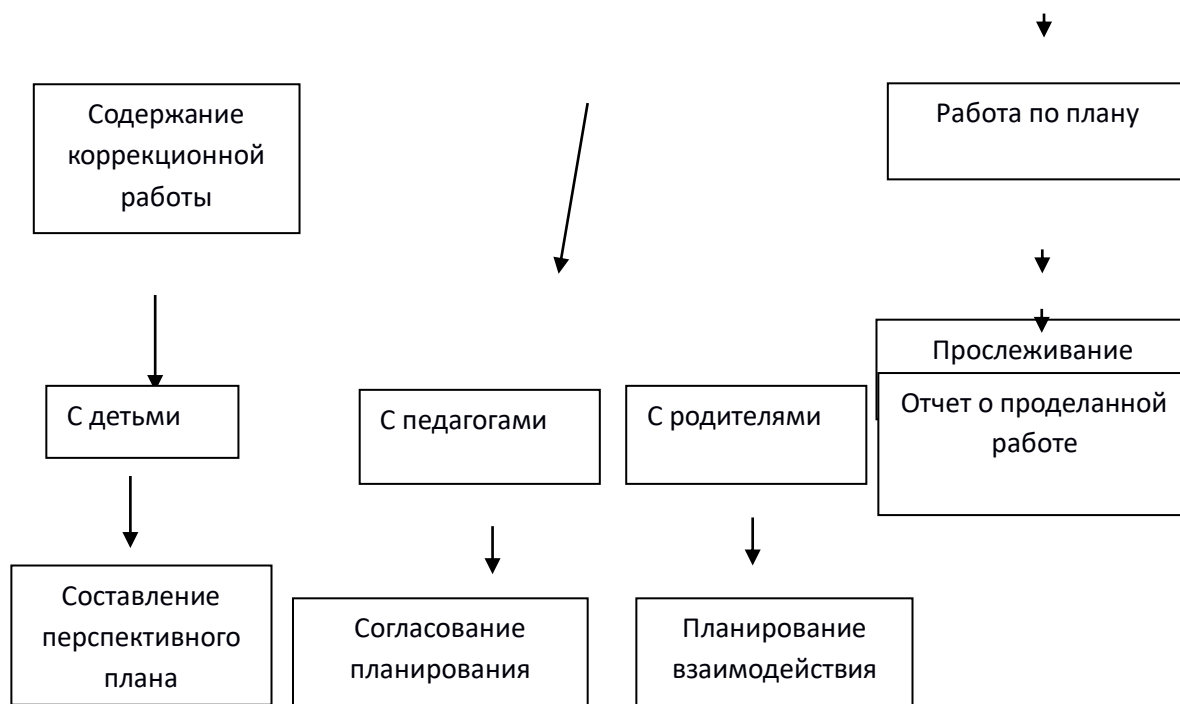 Содержание
коррекционной
работы
Работа по плану
Прослеживание
Отчет о проделанной
работе
С детьми
С педагогами
С родителями
Составление
перспективного
плана
Согласование
планирования
Планирование
взаимодействия